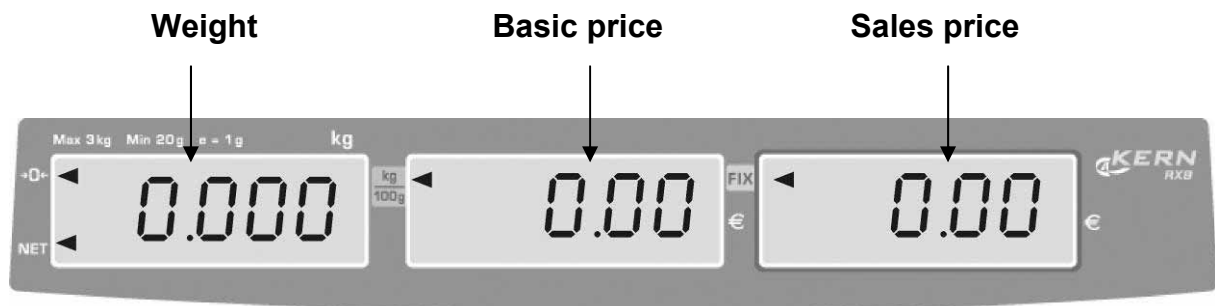 Weight Basic price Sales price
Max 3kg Min 20g e = 1g kg
→0← 0.000 kg/100g 0.00 FIX 0.00 KERN
RXB
NET € €